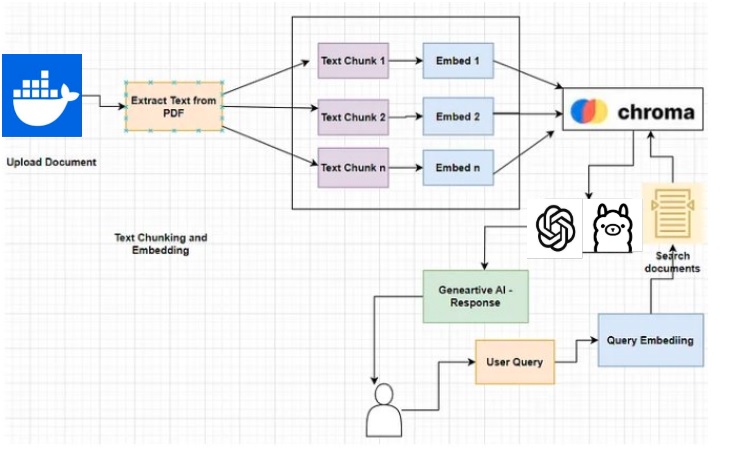 Upload Document
Extract Text from
PDF
Text Chunk 1
Embed 1
Text Chunk 2
Embed 2
Text Chunk n
Embed n
chroma
Text Chunking and
Embedding
Search
documents
Geneartive AI -
Response
User Query
Query Embediing